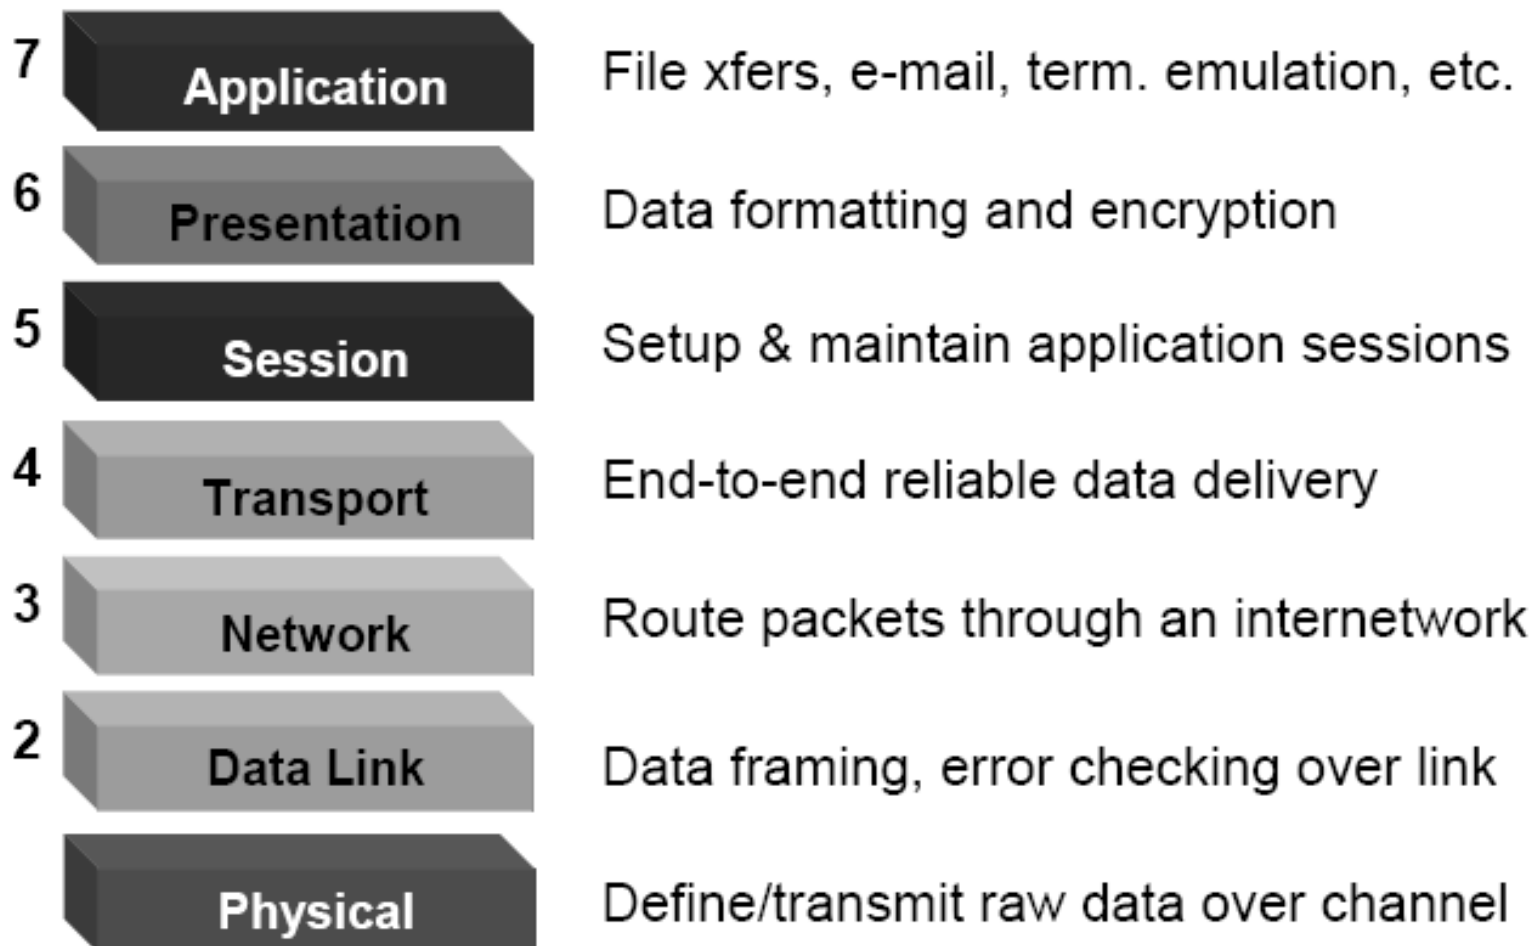 7 Application File xfers, e-mail, term. emulation, etc.
6 Presentation Data formatting and encryption
5 Session Setup & maintain application sessions
4 Transport End-to-end reliable data delivery
3 Network Route packets through an internetwork
2 Data Link Data framing, error checking over link
Physical Define/transmit raw data over channel